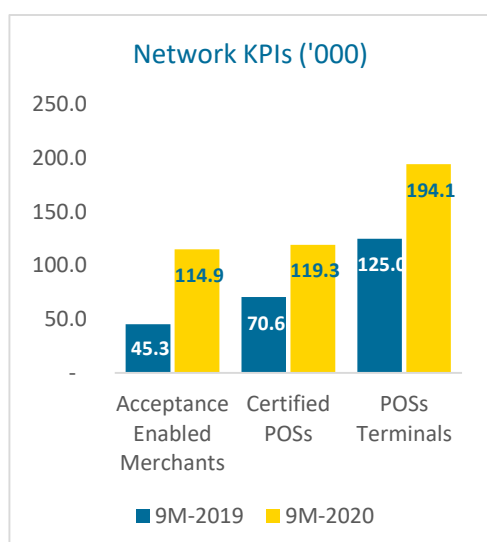 Network KPIs ('000)
250.0
200.0
150.0
100.0
50.0
-
45.3
114.9
70.6
119.3
125.0
194.1
Acceptance
Enabled
Merchants
Certified
POSs
POSs
Terminals
9M-2019
9M-2020